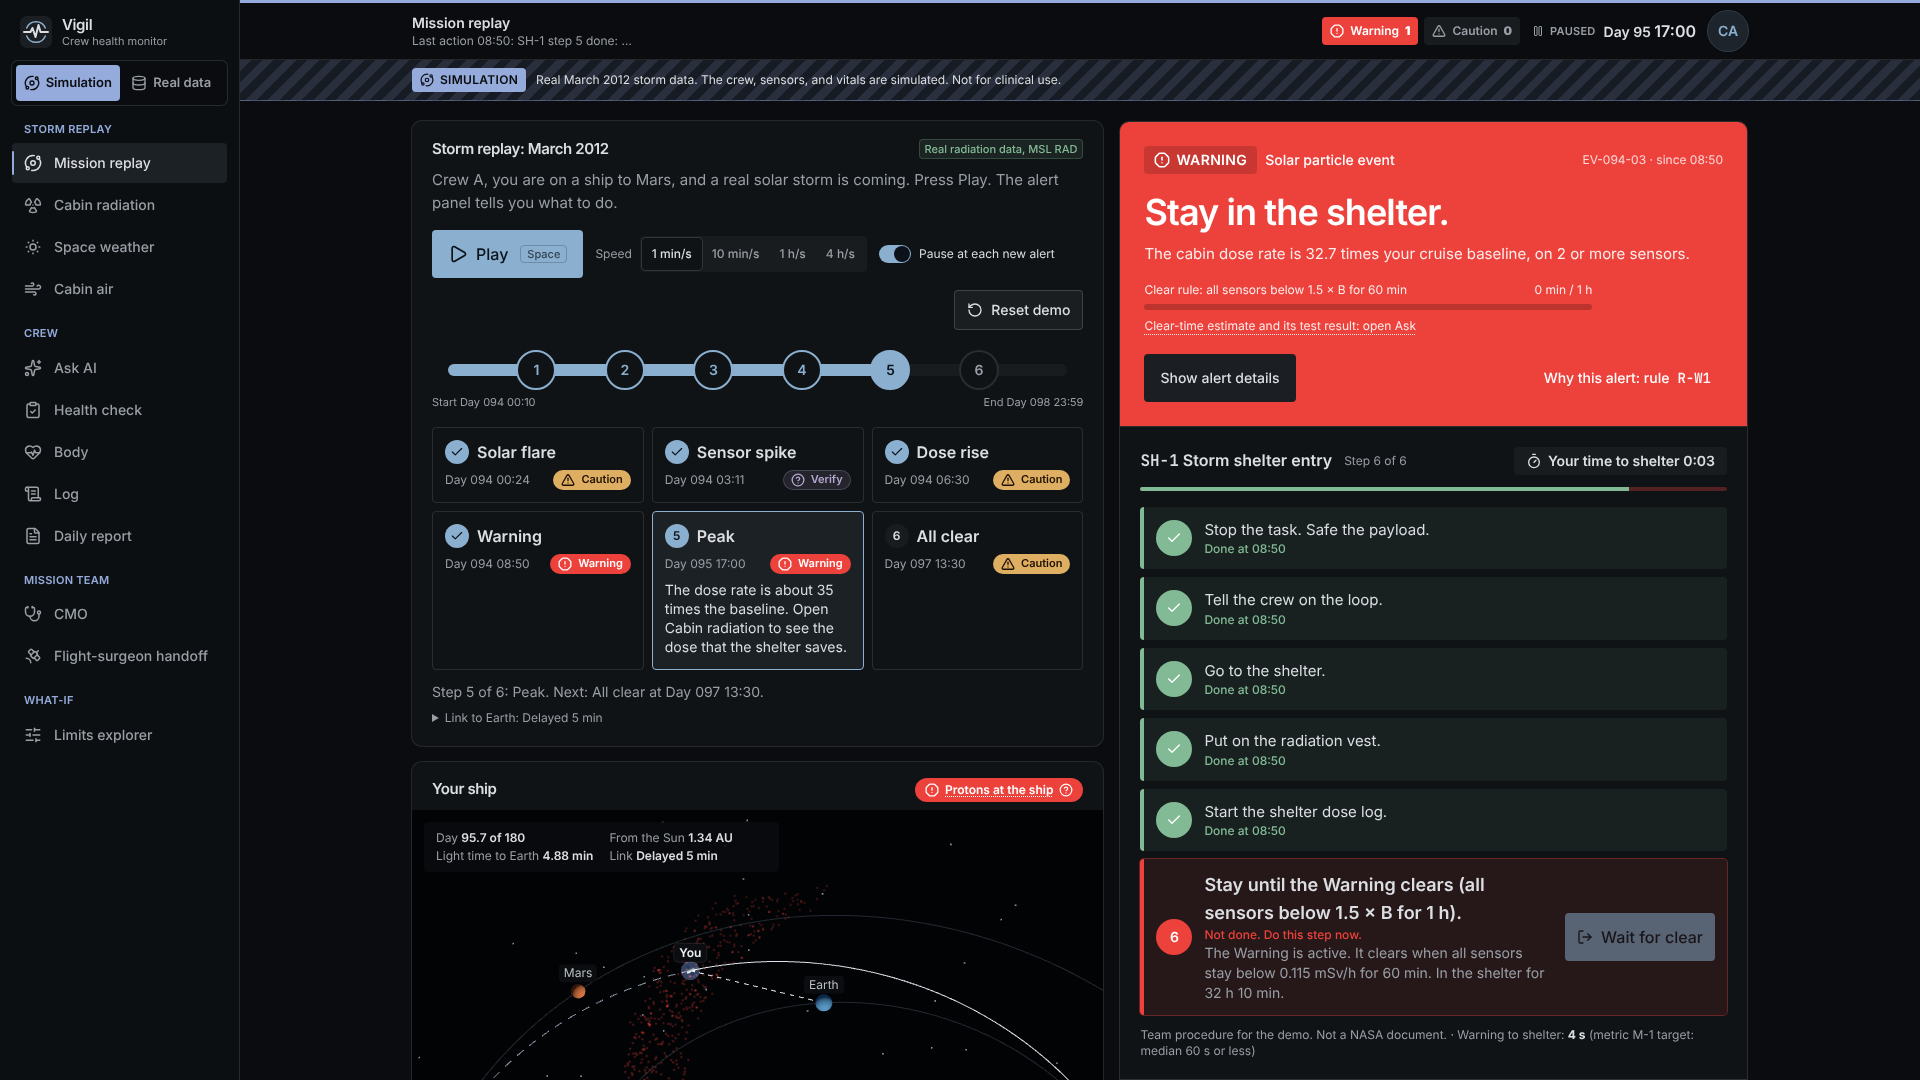 Vigil
Crew health monitor
Simulation
Real data
STORM REPLAY
Mission replay
Cabin radiation
Space weather
Cabin air
CREW
Ask AI
Health check
Body
Log
Daily report
MISSION TEAM
CMO
Flight-surgeon handoff
WHAT-IF
Limits explorer
Mission replay
Last action 08:50: SH-1 step 5 done: ...
Warning 1
Caution 0
PAUSED
Day 95 17:00
CA
SIMULATION
Real March 2012 storm data. The crew, sensors, and vitals are simulated. Not for clinical use.
Storm replay: March 2012
Real radiation data, MSL RAD
Crew A, you are on a ship to Mars, and a real solar storm is coming. Press Play. The alert
panel tells you what to do.
Play Space
Speed
1 min/s
10 min/s
1 h/s
4 h/s
Pause at each new alert
Reset demo
1
2
3
4
5
6
Start Day 094 00:10
End Day 098 23:59
Solar flare
Day 094 00:24
Caution
Sensor spike
Day 094 03:11
Verify
Dose rise
Day 094 06:30
Caution
Warning
Day 094 08:50
Warning
5 Peak
Day 095 17:00
Warning
The dose rate is about 35
times the baseline. Open
Cabin radiation to see the
dose that the shelter saves.
6 All clear
Day 097 13:30
Caution
Step 5 of 6: Peak. Next: All clear at Day 097 13:30.
Link to Earth: Delayed 5 min
Your ship
Protons at the ship
Day 95.7 of 180
From the Sun 1.34 AU
Light time to Earth 4.88 min
Link Delayed 5 min
You
Mars
Earth
WARNING
Solar particle event
EV-094-03 · since 08:50
Stay in the shelter.
The cabin dose rate is 32.7 times your cruise baseline, on 2 or more sensors.
Clear rule: all sensors below 1.5 × B for 60 min
0 min / 1 h
Clear-time estimate and its test result: open Ask
Show alert details
Why this alert: rule R-W1
SH-1 Storm shelter entry
Step 6 of 6
Your time to shelter 0:03
Stop the task. Safe the payload.
Done at 08:50
Tell the crew on the loop.
Done at 08:50
Go to the shelter.
Done at 08:50
Put on the radiation vest.
Done at 08:50
Start the shelter dose log.
Done at 08:50
6
Stay until the Warning clears (all
sensors below 1.5 × B for 1 h).
Not done. Do this step now.
The Warning is active. It clears when all sensors
stay below 0.115 mSv/h for 60 min. In the shelter for
32 h 10 min.
Wait for clear
Team procedure for the demo. Not a NASA document. · Warning to shelter: 4 s (metric M-1 target:
median 60 s or less)